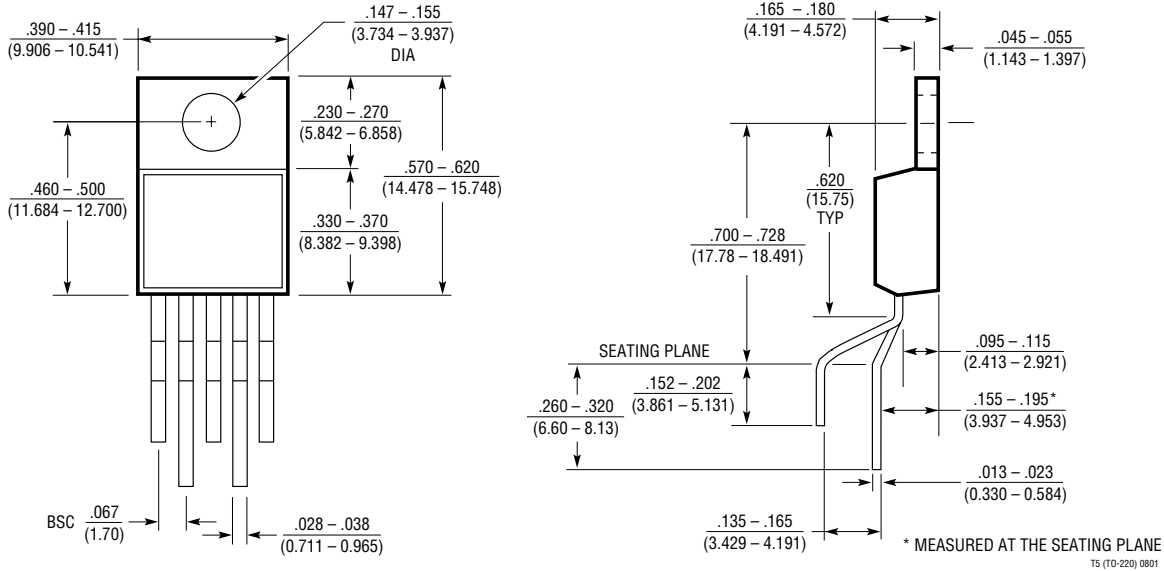 .390 – .415
(9.906 – 10.541)
.147 – .155
(3.734 – 3.937)
DIA
.230 – .270
(5.842 – 6.858)
.570 – .620
(14.478 – 15.748)
.460 – .500
(11.684 – 12.700)
.330 – .370
(8.382 – 9.398)
BSC
.067
(1.70)
.028 – .038
(0.711 – 0.965)
.165 – .180
(4.191 – 4.572)
.045 – .055
(1.143 – 1.397)
.620
(15.75)
TYP
.700 – .728
(17.78 – 18.491)
SEATING PLANE
.095 – .115
(2.413 – 2.921)
.152 – .202
(3.861 – 5.131)
.260 – .320
(6.60 – 8.13)
.155 – .195*
(3.937 – 4.953)
.013 – .023
(0.330 – 0.584)
.135 – .165
(3.429 – 4.191)
* MEASURED AT THE SEATING PLANE
T5 (TO-220) 0801